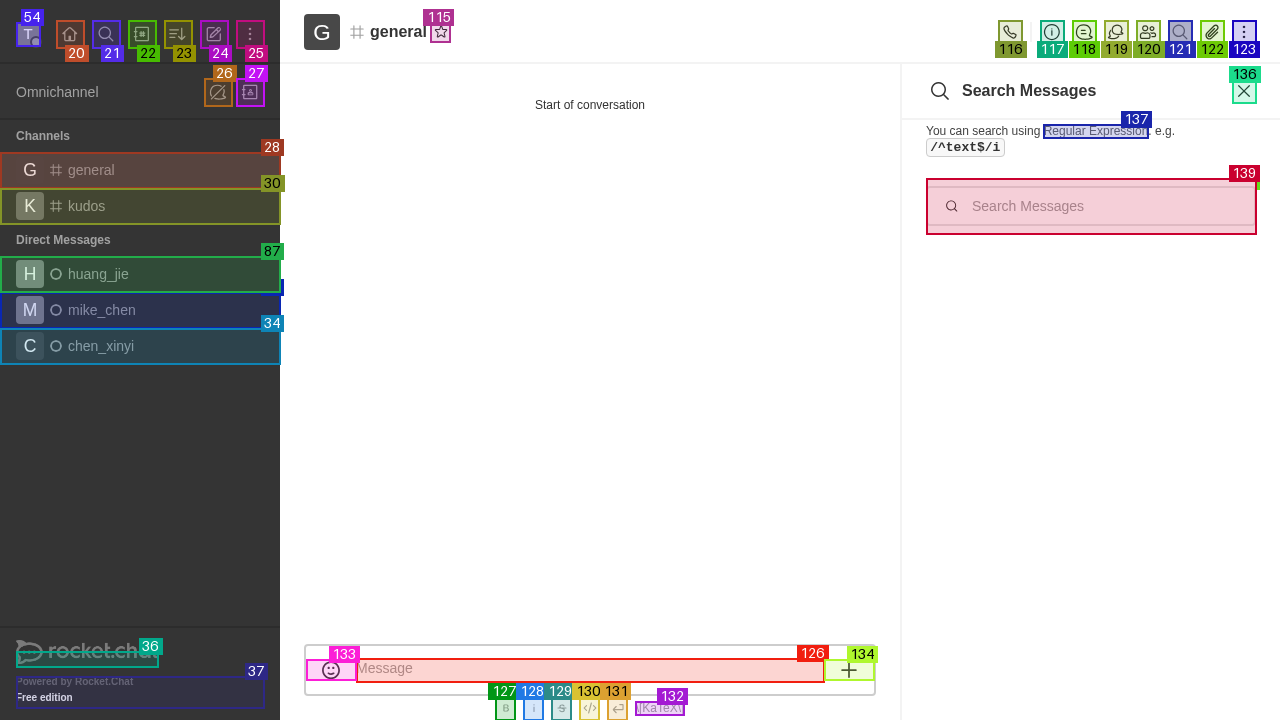 54
T
20
21
22
23
24
25
G
general
115
116
117
118
119
120
121
122
123
Omnichannel
26
27
Start of conversation
Search Messages
136
You can search using Regular Expression. e.g.
137
/^text$/i
Channels
28
G general
30
K kudos
139
Search Messages
Direct Messages
87
H huang_jie
M mike_chen
34
C chen_xinyi
rocket.chat
36
37
Powered by Rocket.Chat
Free edition
133
Message
126
134
127
128
129
130
131
132
B
i
S
</>
\[KaTeX\]